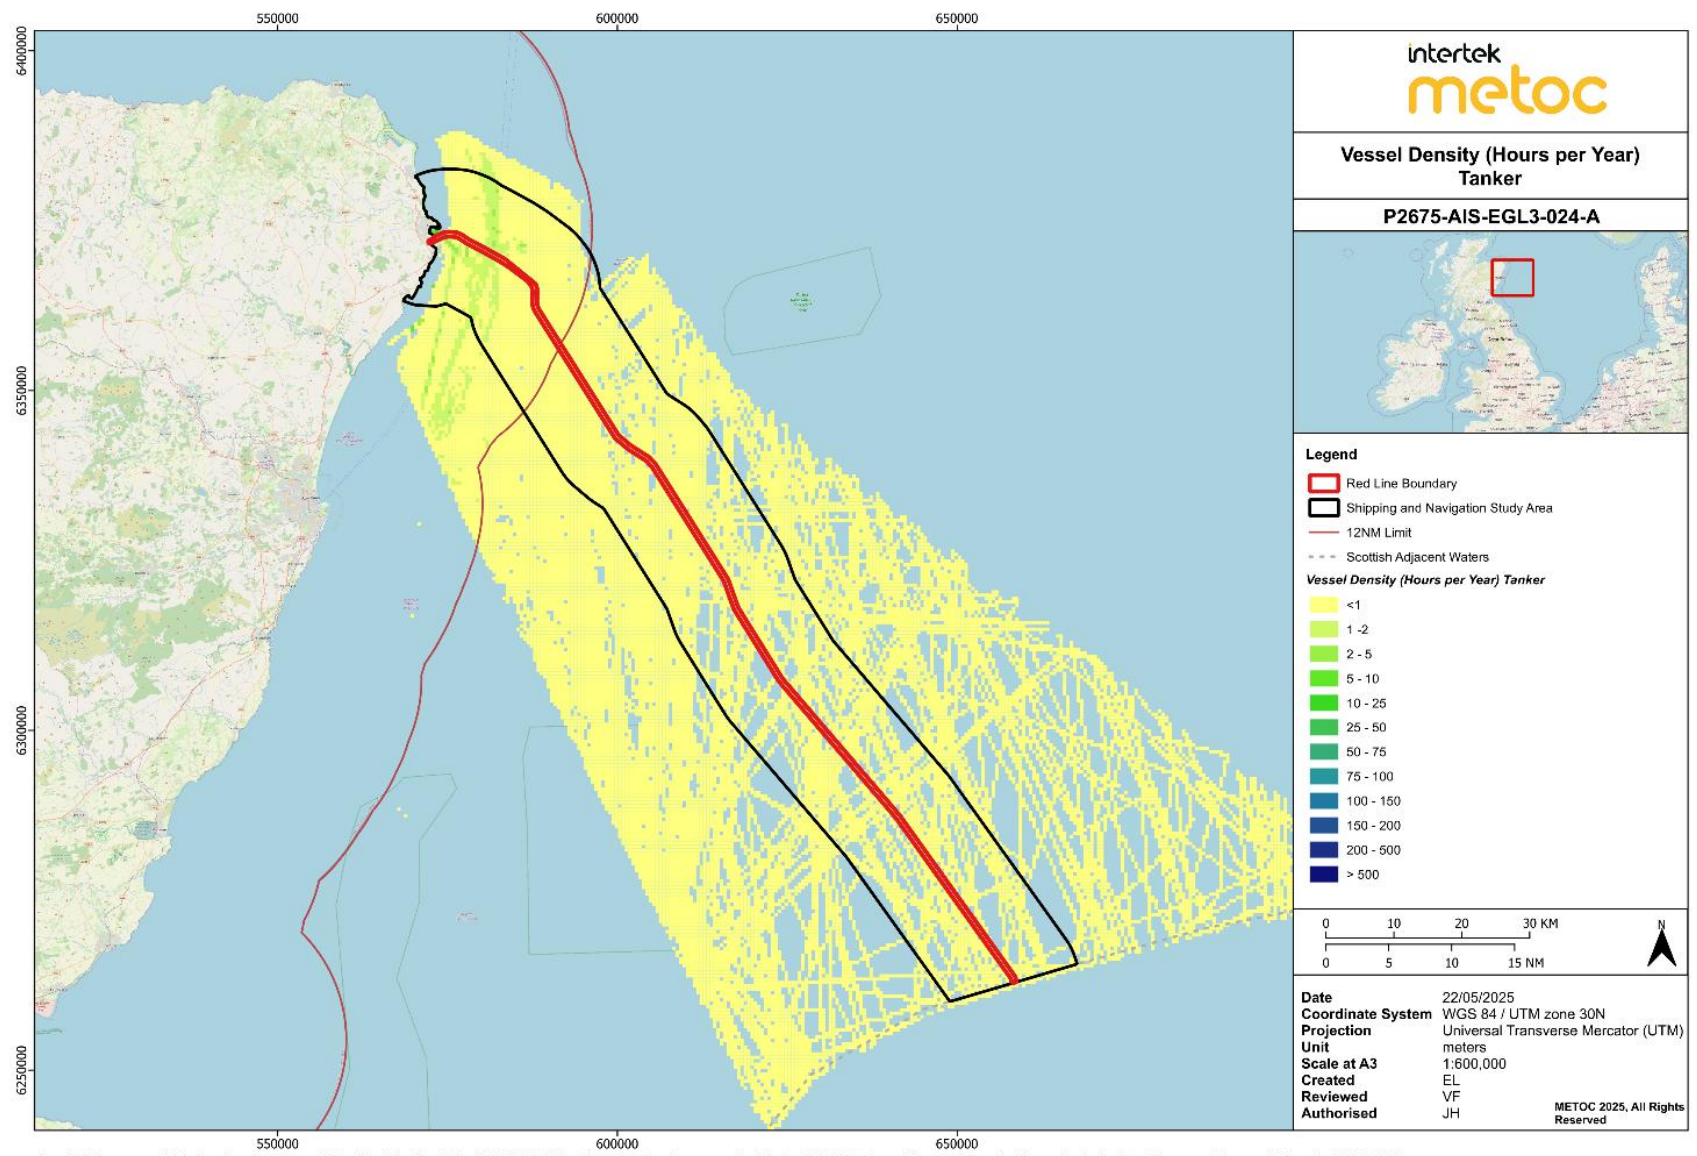 550000
600000
650000
6400000
6350000
6300000
6250000
550000
600000
650000
intertek
metoc
Vessel Density (Hours per Year)
Tanker
P2675-AIS-EGL3-024-A
Legend
Red Line Boundary
Shipping and Navigation Study Area
12NM Limit
Scottish Adjacent Waters
Vessel Density (Hours per Year) Tanker
<1
1 -2
2 - 5
5 - 10
10 - 25
25 - 50
50 - 75
75 - 100
100 - 150
150 - 200
200 - 500
> 500
0 10 20 30 KM
0 5 10 15 NM
N
Date 22/05/2025
Coordinate System WGS 84 / UTM zone 30N
Projection Universal Transverse Mercator (UTM)
Unit meters
Scale at A3 1:600,000
Created EL
Reviewed VF
Authorised JH
METOC 2025, All Rights
Reserved